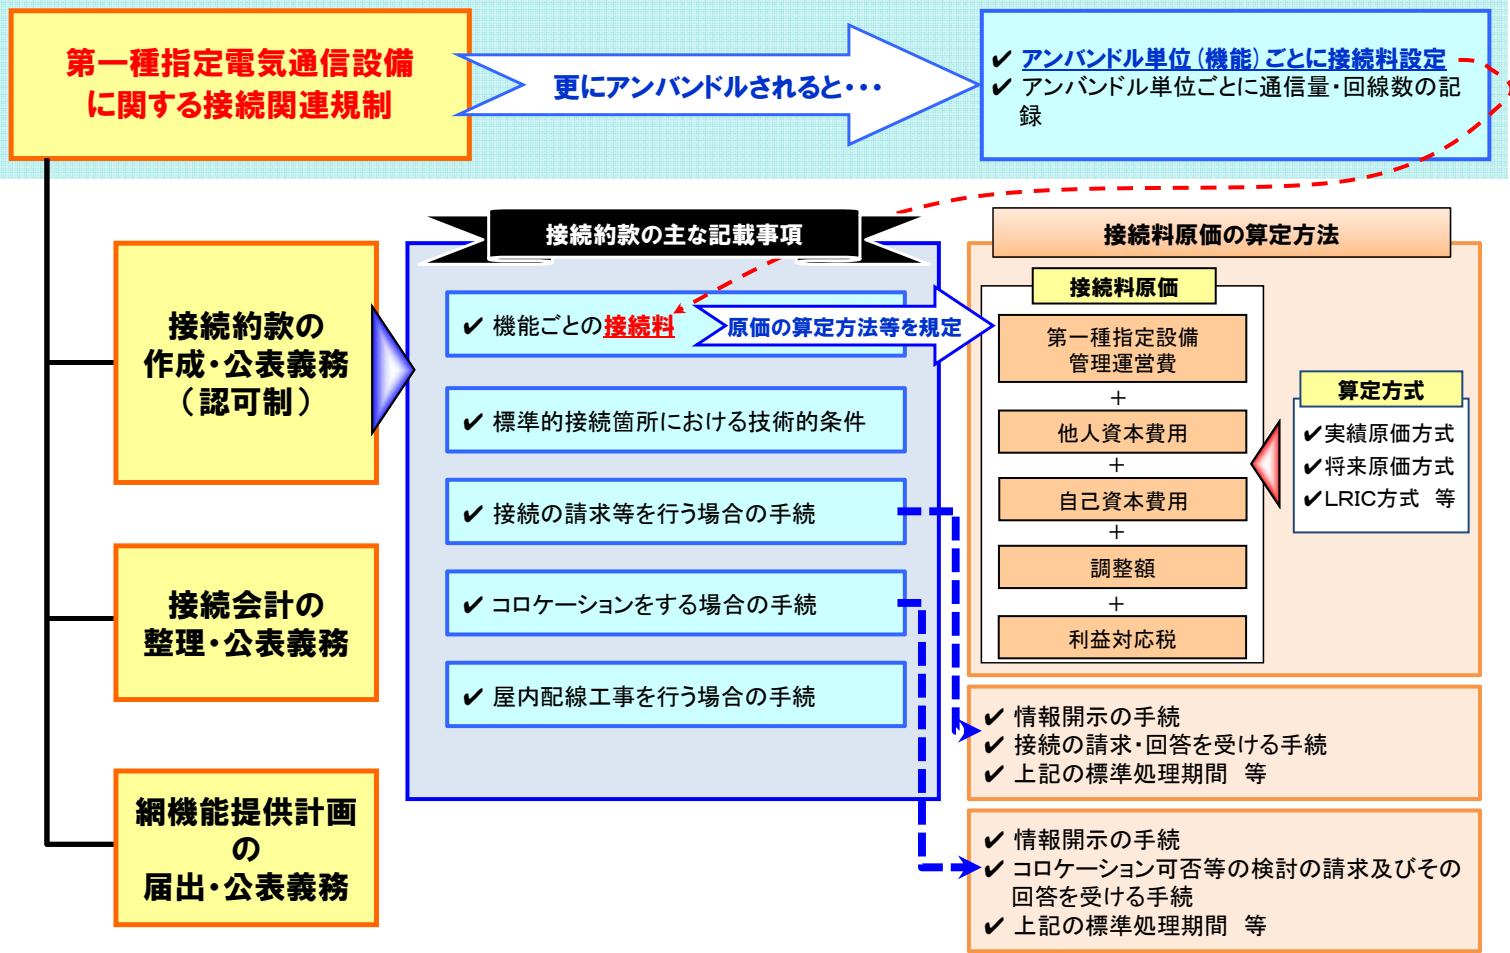 第一種指定電気通信設備
に関する接続関連規制
更にアンバンドルされると・・・
✔ アンバンドル単位(機能)ごとに接続料設定
✔ アンバンドル単位ごとに通信量・回線数の記
録
接続約款の
作成・公表義務
（認可制）
接続会計の
整理・公表義務
網機能提供計画
の
届出・公表義務
接続約款の主な記載事項
✔ 機能ごとの接続料
原価の算定方法等を規定
✔ 標準的接続箇所における技術的条件
✔ 接続の請求等を行う場合の手続
✔ コロケーションをする場合の手続
✔ 屋内配線工事を行う場合の手続
接続料原価の算定方法
接続料原価
第一種指定設備
管理運営費
＋
他人資本費用
＋
自己資本費用
＋
調整額
＋
利益対応税
算定方式
✔実績原価方式
✔将来原価方式
✔LRIC方式　等
✔ 情報開示の手続
✔ 接続の請求・回答を受ける手続
✔ 上記の標準処理期間　等
✔ 情報開示の手続
✔ コロケーション可否等の検討の請求及びその
回答を受ける手続
✔ 上記の標準処理期間　等